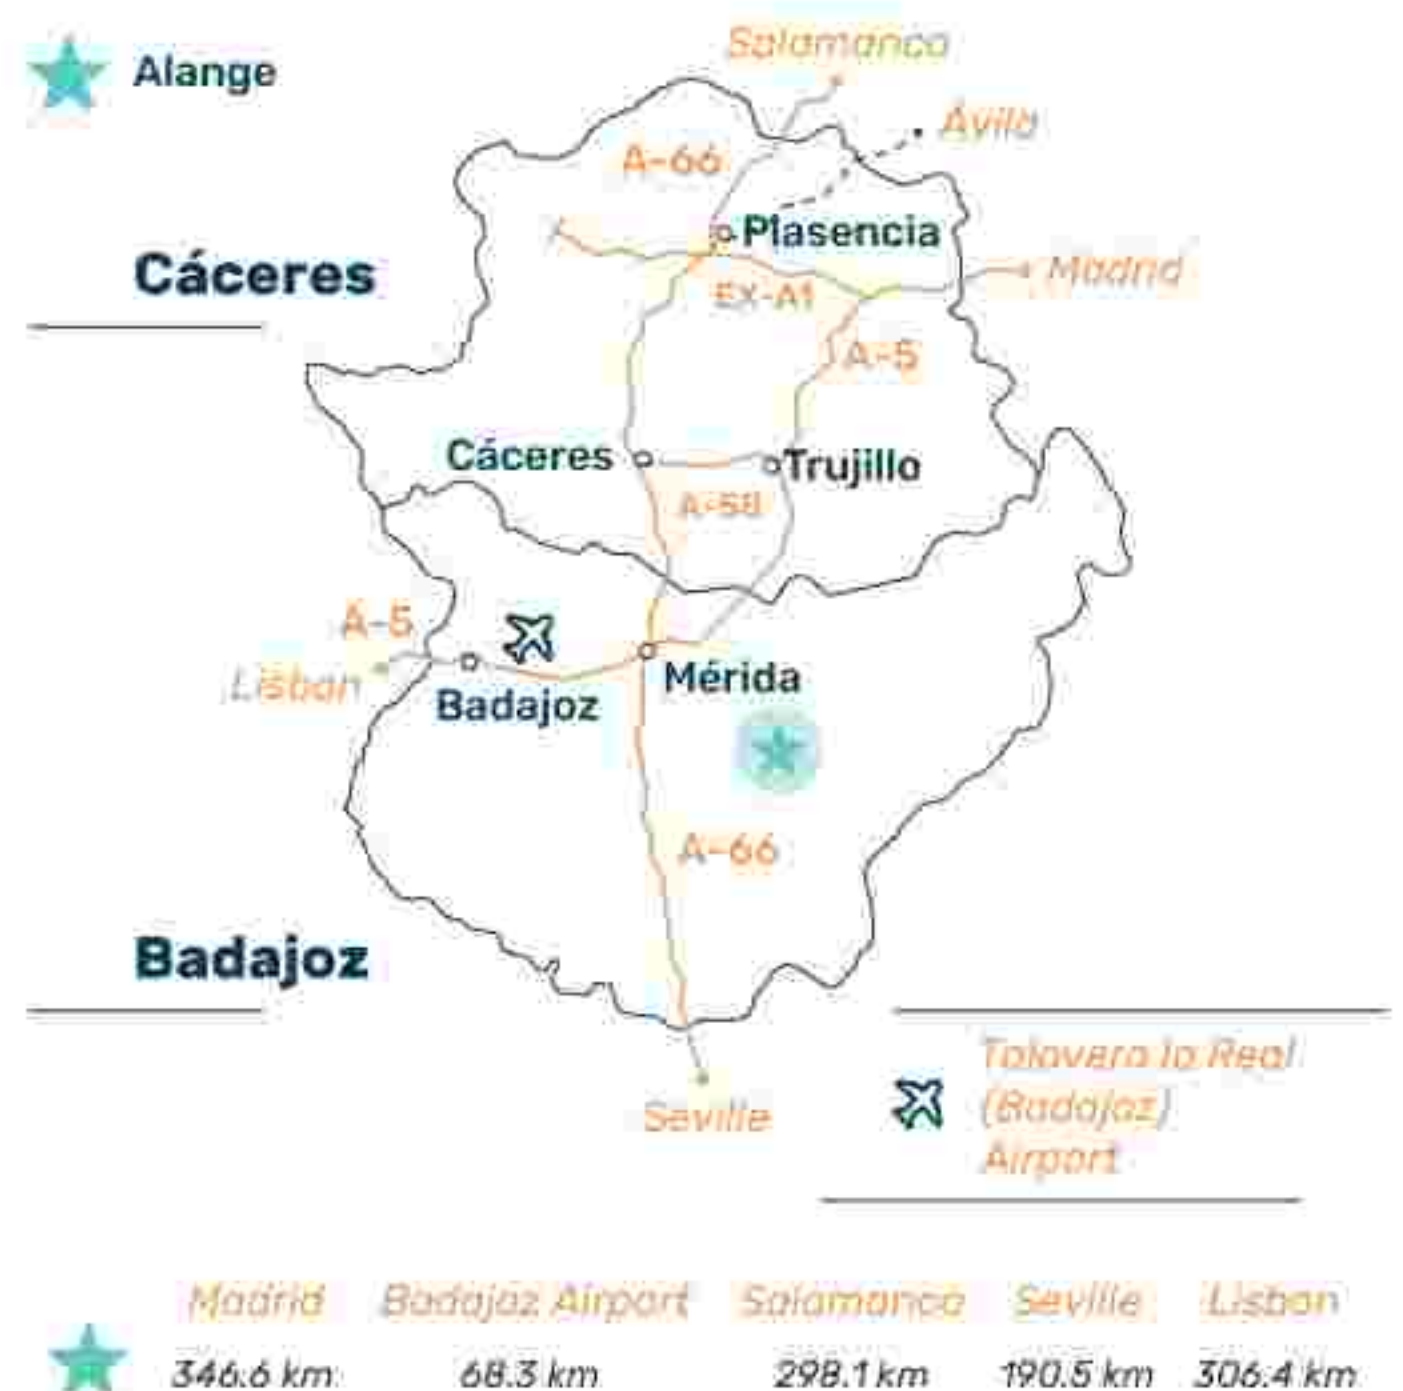 Alange
Salamanca
Ávila
A-66
Plasencia
Cáceres
Madrid
EX-A1
A-5
Cáceres
Trujillo
A-58
A-5
Lisbon
Mérida
Badajoz
A-66
Badajoz
Seville
Talavera la Real
(Badajoz)
Airport
Madrid Badajoz Airport Salamanca Seville Lisbon
346.6 km 68.3 km 298.1 km 190.5 km 306.4 km